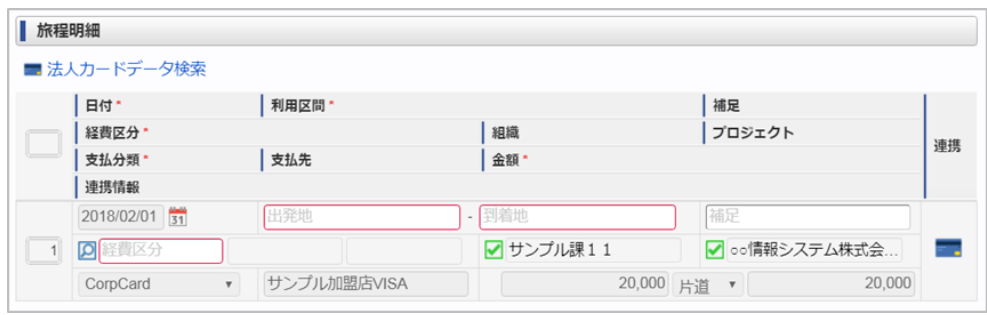 旅程明細
法人カードデータ検索
日付* 利用区間* 補足
経費区分* 組織 プロジェクト
連携
支払分類* 支払先 金額*
連携情報
2018/02/01 31 出発地 - 到着地 補足
1 経費区分 サンプル課11 ○○情報システム株式会...
CorpCard サンプル加盟店VISA 20,000 片道 20,000